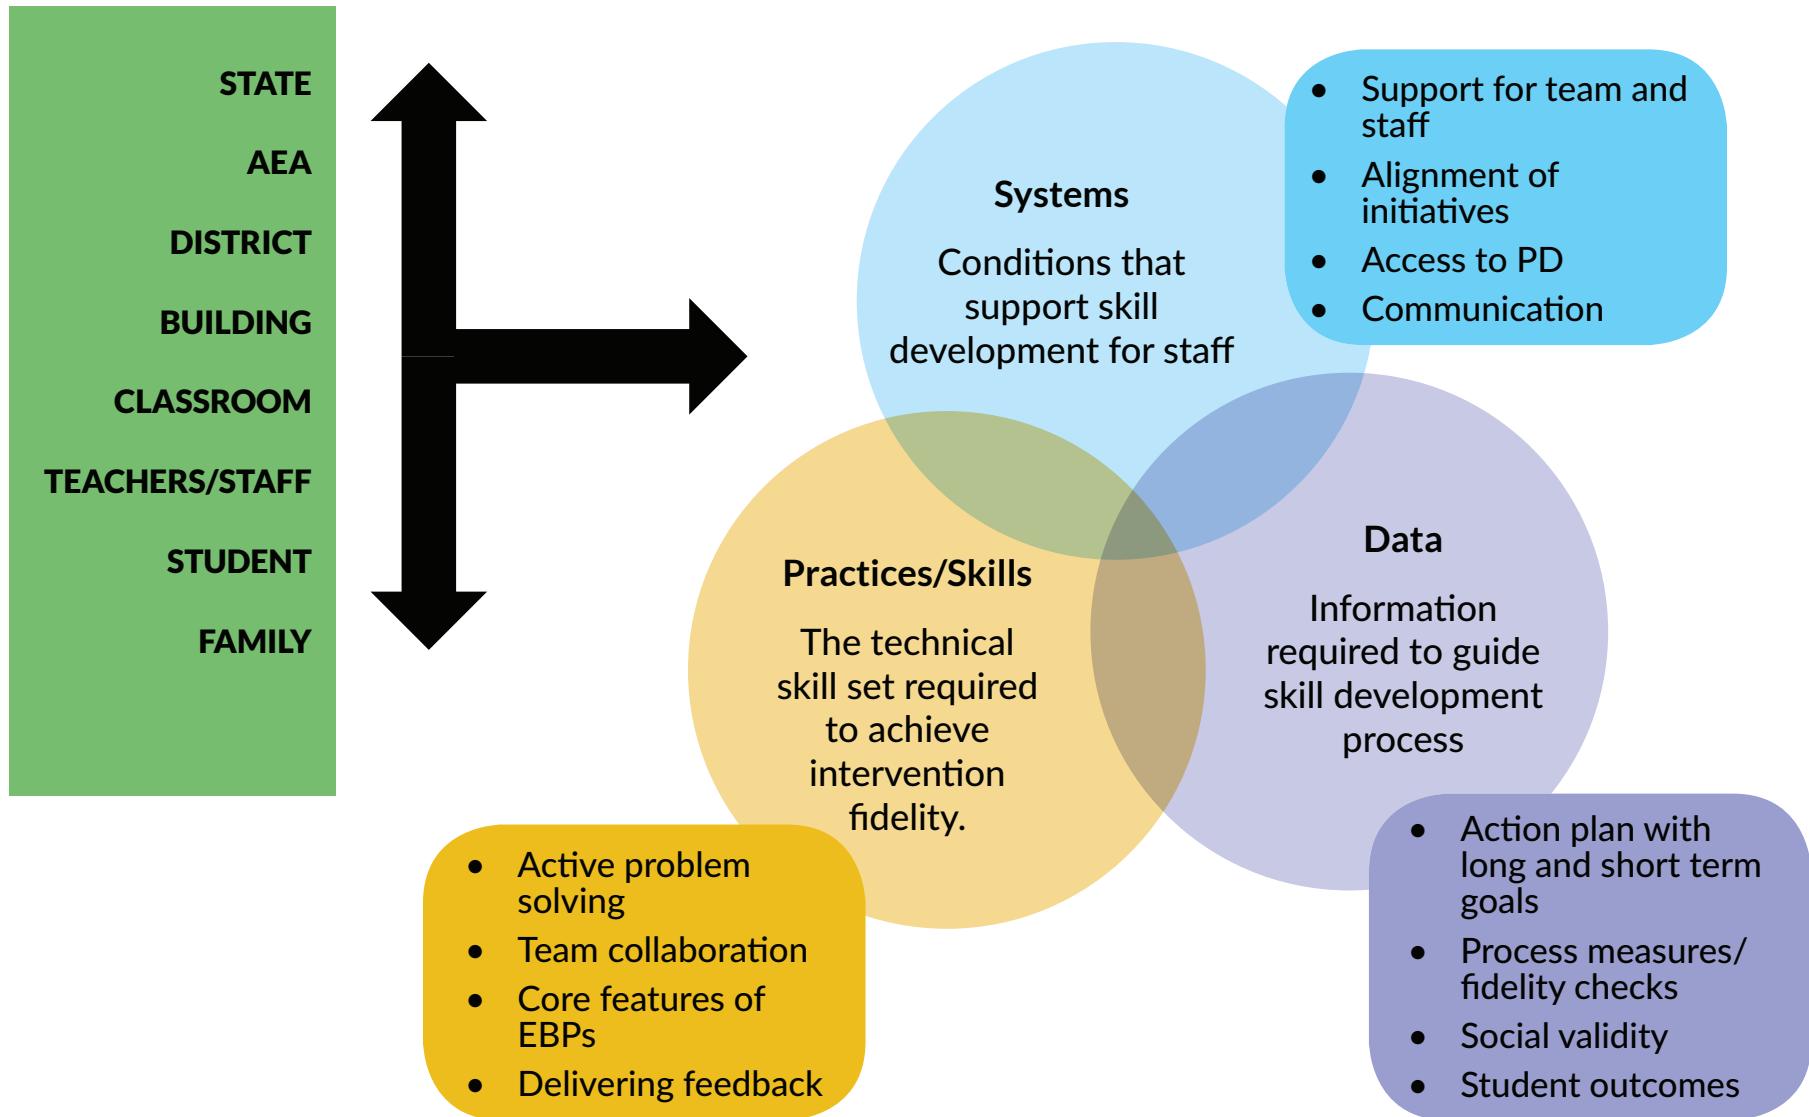 STATE
AEA
DISTRICT
BUILDING
CLASSROOM
TEACHERS/STAFF
STUDENT
FAMILY
Systems
Conditions that
support skill
development for staff
• Support for team and
staff
• Alignment of
initiatives
• Access to PD
• Communication
Practices/Skills
The technical
skill set required
to achieve
intervention
fidelity.
• Active problem
solving
• Team collaboration
• Core features of
EBPs
• Delivering feedback
Data
Information
required to guide
skill development
process
• Action plan with
long and short term
goals
• Process measures/
fidelity checks
• Social validity
• Student outcomes